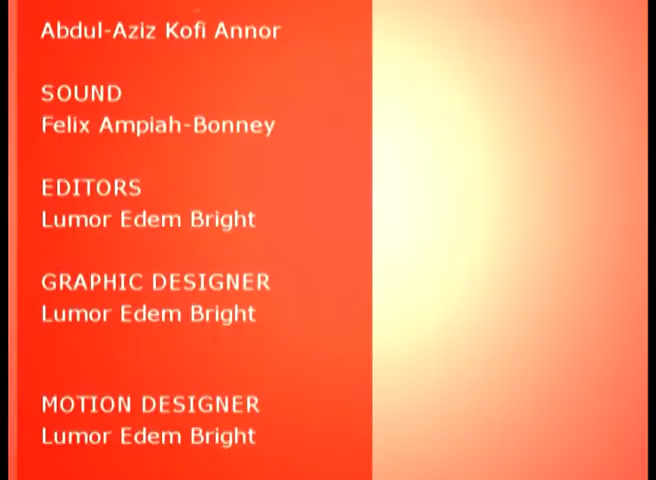 Abdul-Aziz Kofi Annor
SOUND
Felix Ampiah-Bonney
EDITORS
Lumor Edem Bright
GRAPHIC DESIGNER
Lumor Edem Bright
MOTION DESIGNER
Lumor Edem Bright